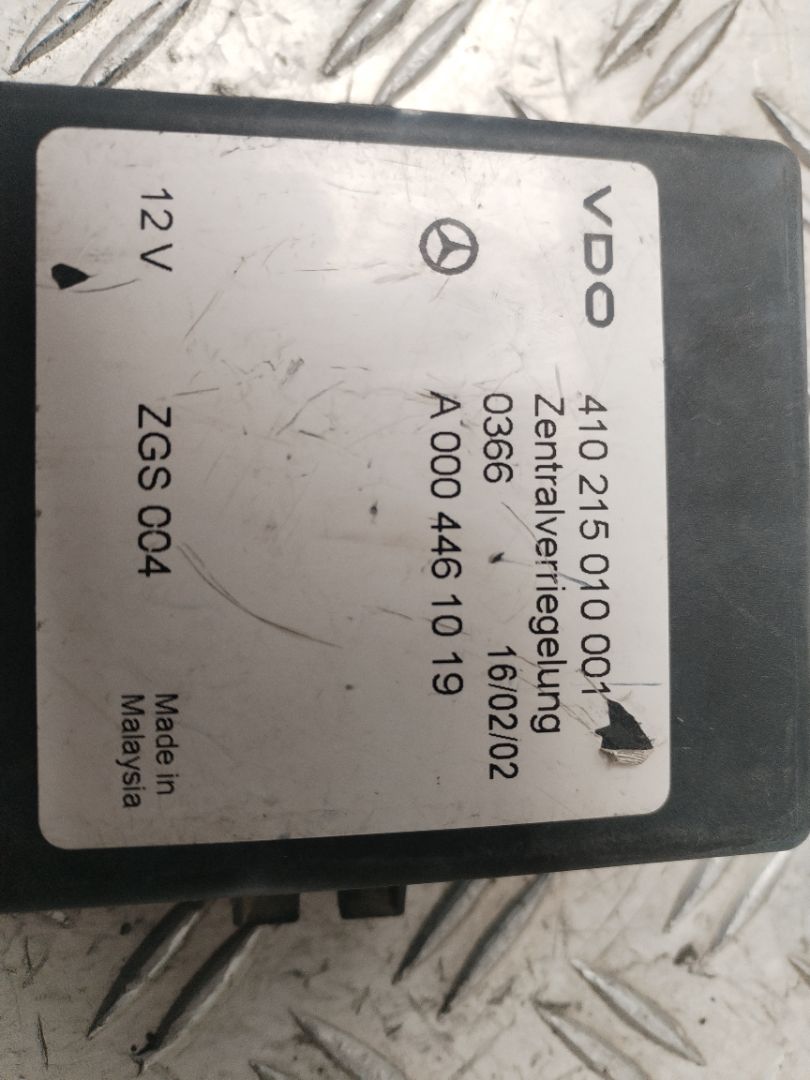 VDO 410 215 010 001
Zentralverriegelung
0366 16/02/02
A 000 446 10 19
12 V ZGS 004
Made in
Malaysia